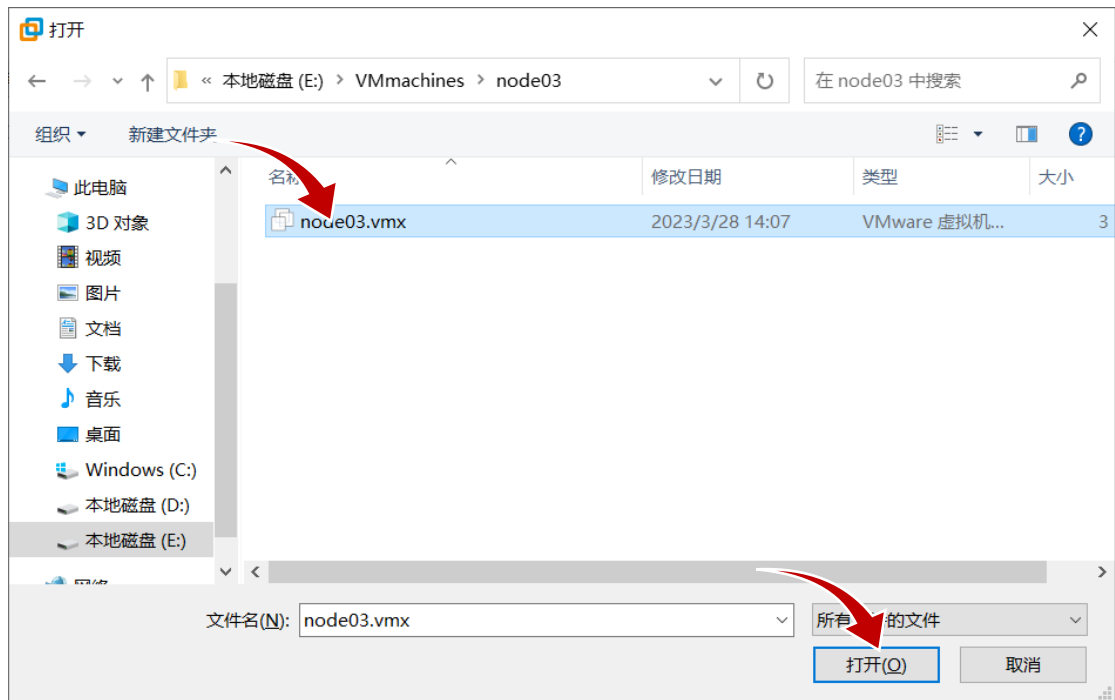 打开
« 本地磁盘 (E:) > VMmachines > node03
在 node03 中搜索
组织
新建文件夹
名称
修改日期
类型
大小
node03.vmx
2023/3/28 14:07
VMware 虚拟机...
3
此电脑
3D 对象
视频
图片
文档
下载
音乐
桌面
Windows (C:)
本地磁盘 (D:)
本地磁盘 (E:)
文件名(N):
node03.vmx
所有 的文件
打开(O)
取消